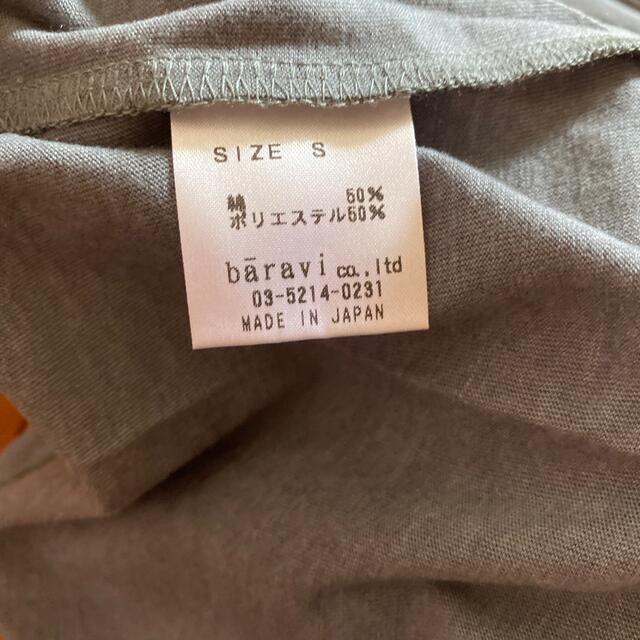 SIZE S
綿 50%
ポリエステル50%
bāravi co.,ltd
03-5214-0231
MADE IN JAPAN